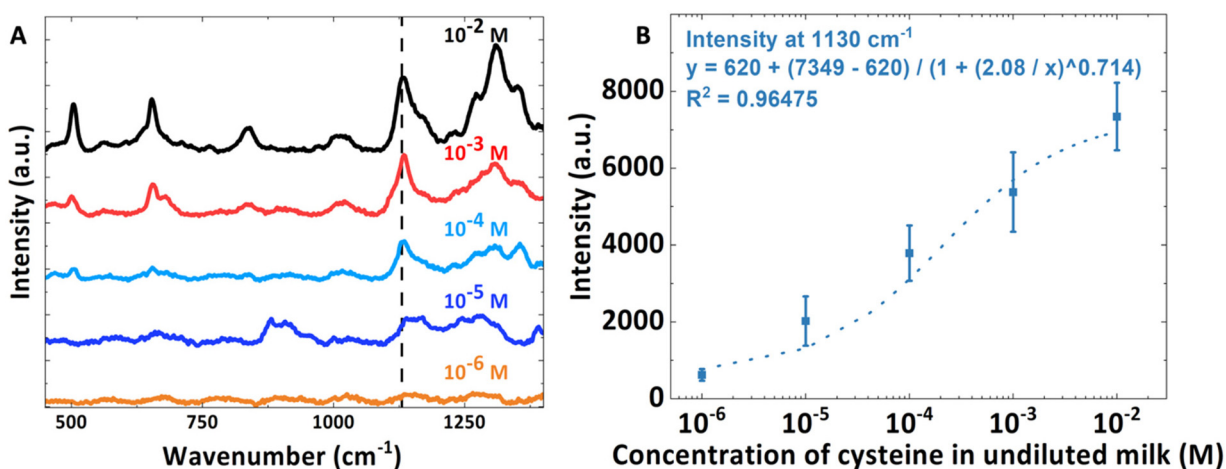 A
10⁻² M
10⁻³ M
10⁻⁴ M
10⁻⁵ M
10⁻⁶ M
Intensity (a.u.)
500 750 1000 1250
Wavenumber (cm⁻¹)
B
Intensity at 1130 cm⁻¹
y = 620 + (7349 - 620) / (1 + (2.08 / x)^0.714)
R² = 0.96475
Intensity (a.u.)
8000
6000
4000
2000
0
10⁻⁶ 10⁻⁵ 10⁻⁴ 10⁻³ 10⁻²
Concentration of cysteine in undiluted milk (M)